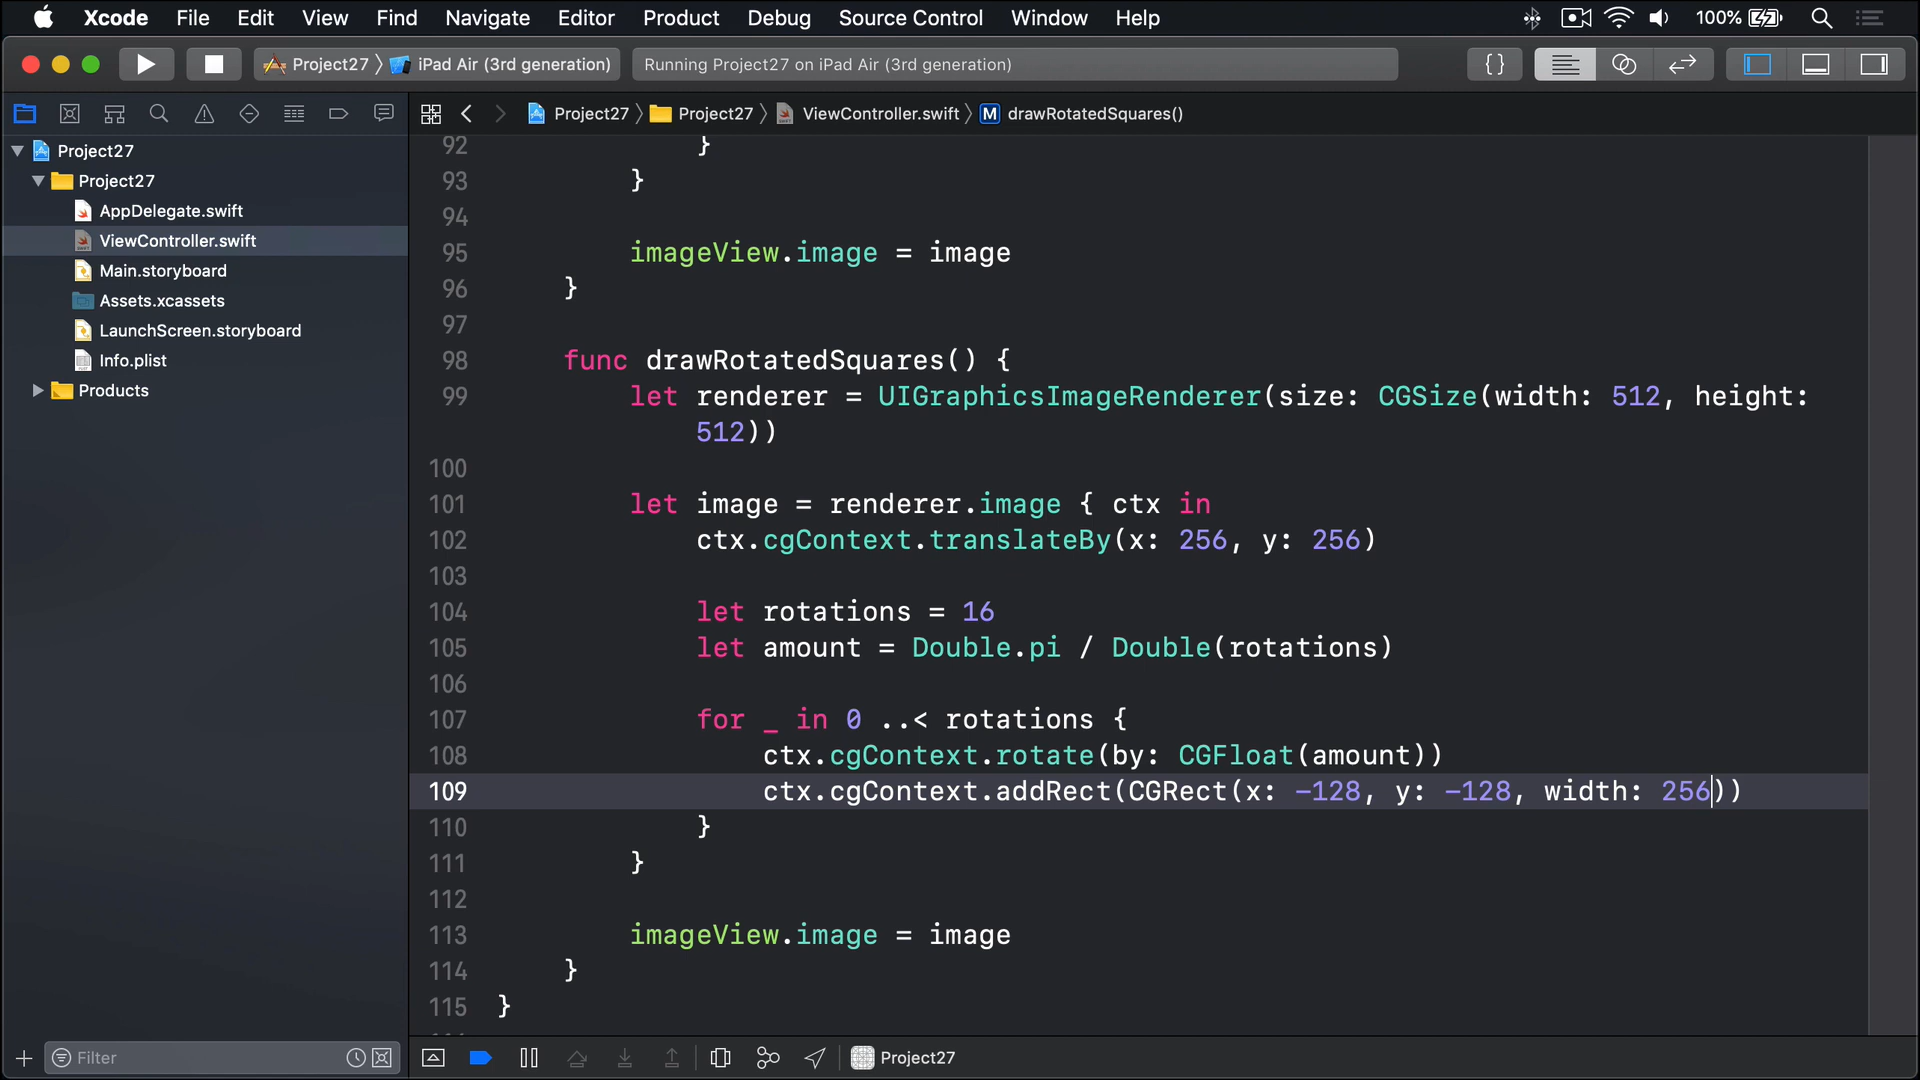 Xcode File Edit View Find Navigate Editor Product Debug Source Control Window Help 100%
Project27 iPad Air (3rd generation) Running Project27 on iPad Air (3rd generation) {}
Project27 Project27 ViewController.swift M drawRotatedSquares()
Project27
Project27
AppDelegate.swift
ViewController.swift
Main.storyboard
Assets.xcassets
LaunchScreen.storyboard
Info.plist
Products
92 }
93 }
94
95 imageView.image = image
96 }
97
98 func drawRotatedSquares() {
99 let renderer = UIGraphicsImageRenderer(size: CGSize(width: 512, height:
512))
100
101 let image = renderer.image { ctx in
102 ctx.cgContext.translateBy(x: 256, y: 256)
103
104 let rotations = 16
105 let amount = Double.pi / Double(rotations)
106
107 for _ in 0 ..< rotations {
108 ctx.cgContext.rotate(by: CGFloat(amount))
109 ctx.cgContext.addRect(CGRect(x: -128, y: -128, width: 256))
110 }
111 }
112
113 imageView.image = image
114 }
115 }
Filter
Project27